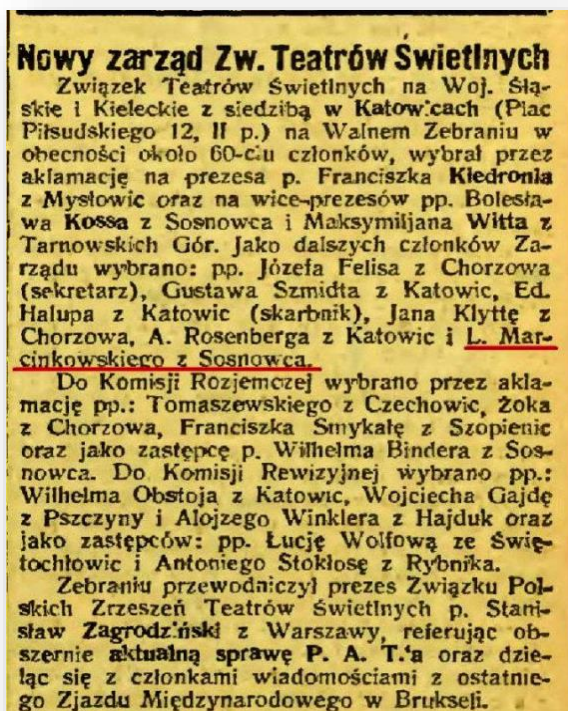 Nowy zarząd Zw. Teatrów Świetlnych
Związek Teatrów Świetlnych na Woj. Ślą-
skie i Kieleckie z siedzibą w Katowicach (Plac
Piłsudskiego 12, II p.) na Walnem Zebraniu w
obecności około 60-ciu członków, wybrał przez
aklamację na prezesa p. Franciszka Kiedronia
z Mysłowic oraz na wice-prezesów pp. Bolesła-
wa Kossa z Sosnowca i Maksymiljana Witta z
Tarnowskich Gór. Jako dalszych członków Za-
rządu wybrano: pp. Józefa Felisa z Chorzowa
(sekretarz), Gustawa Szmidta z Katowic, Ed.
Halupa z Katowic (skarbnik), Jana Klyttę z
Chorzowa, A. Rosenberga z Katowic i L. Mar-
cinkowskiego z Sosnowca.
Do Komisji Rozjemczej wybrano przez akla-
mację pp.: Tomaszewskiego z Czechowic, Żoka
z Chorzowa, Franciszka Smykałę z Szopienic
oraz jako zastępcę p. Wilhelma Bindera z Sos-
nowca. Do Komisji Rewizyjnej wybrano pp.:
Wilhelma Obstoja z Katowic, Wojciecha Gajdę
z Pszczyny i Alojzego Winklera z Hajduk oraz
jako zastępców: pp. Łucję Wolfową ze Świę-
tochłowic i Antoniego Stokłosę z Rybnika.
Zebraniu przewodniczył prezes Związku Pol-
skich Zrzeszeń Teatrów Świetlnych p. Stani-
sław Zagrodziński z Warszawy, referując ob-
szernie aktualną sprawę P. A. T.'a oraz dzie-
ląc się z członkami wiadomościami z ostatnie-
go Zjazdu Międzynarodowego w Brukseli.